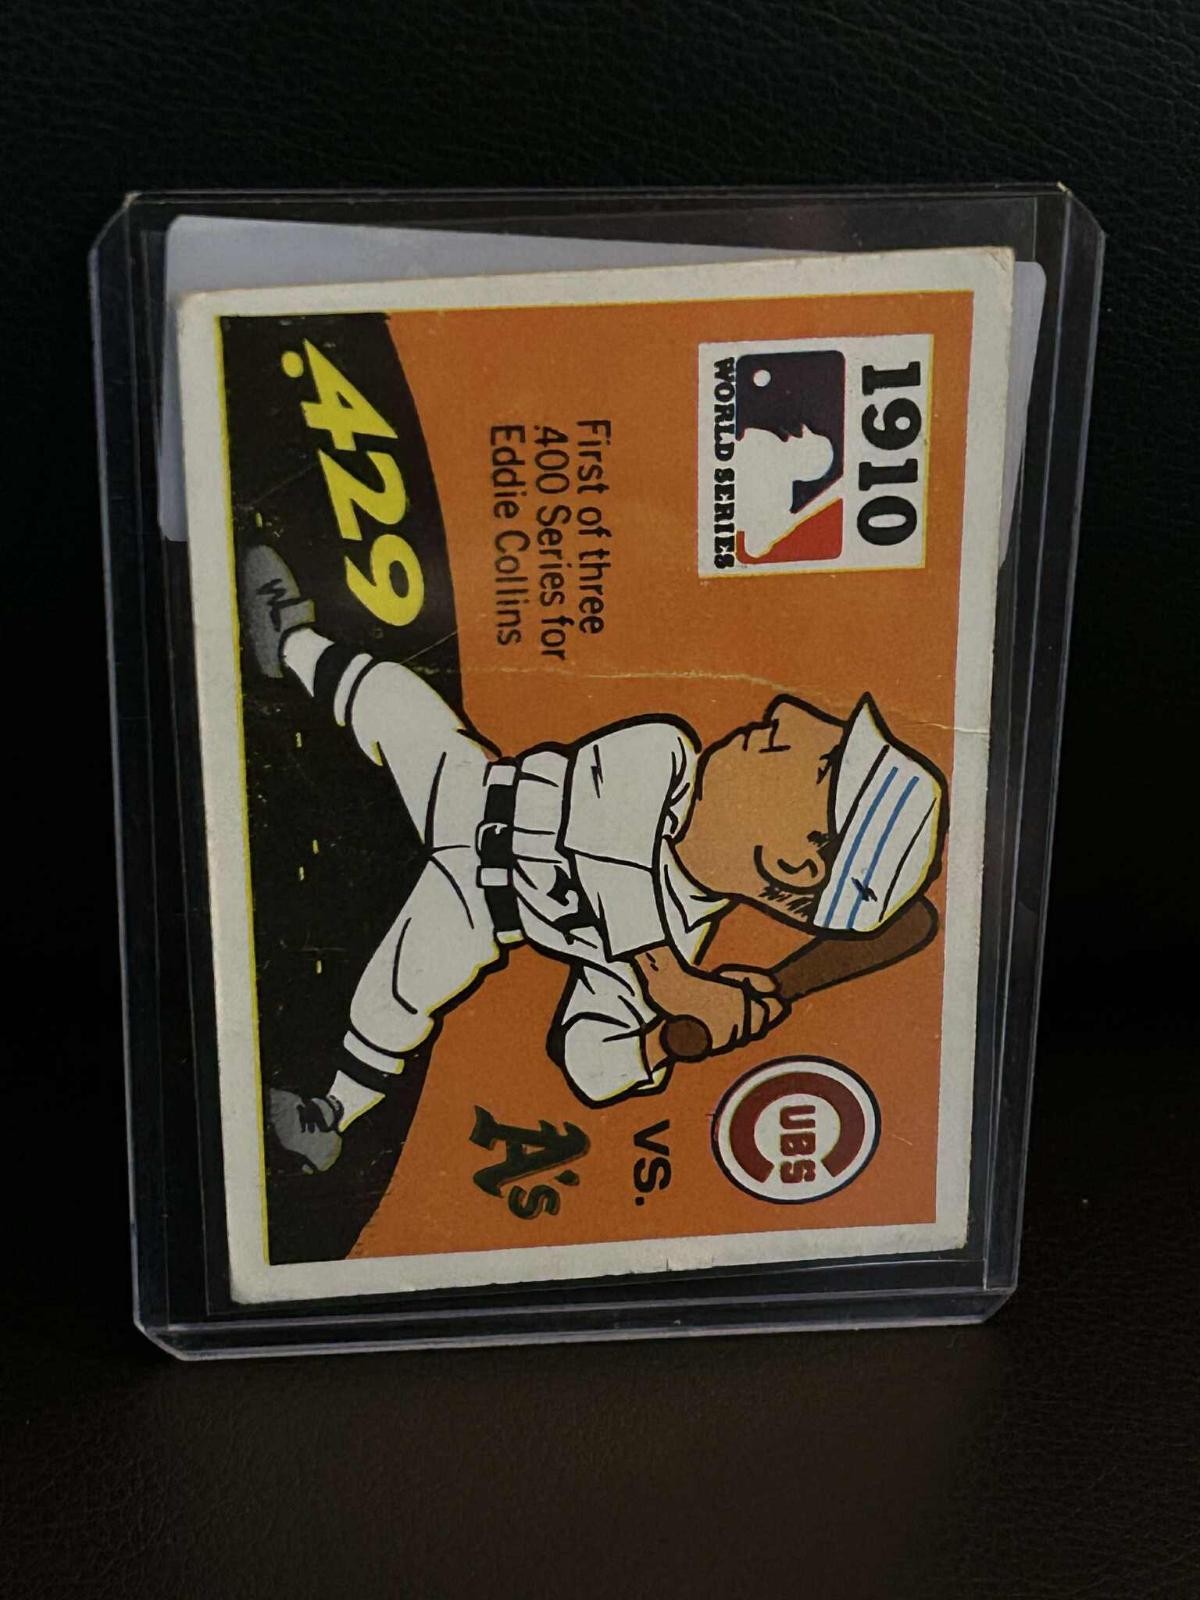 1910
WORLD SERIES
First of three
.400 Series for
Eddie Collins
.429
CUBS
VS.
A's